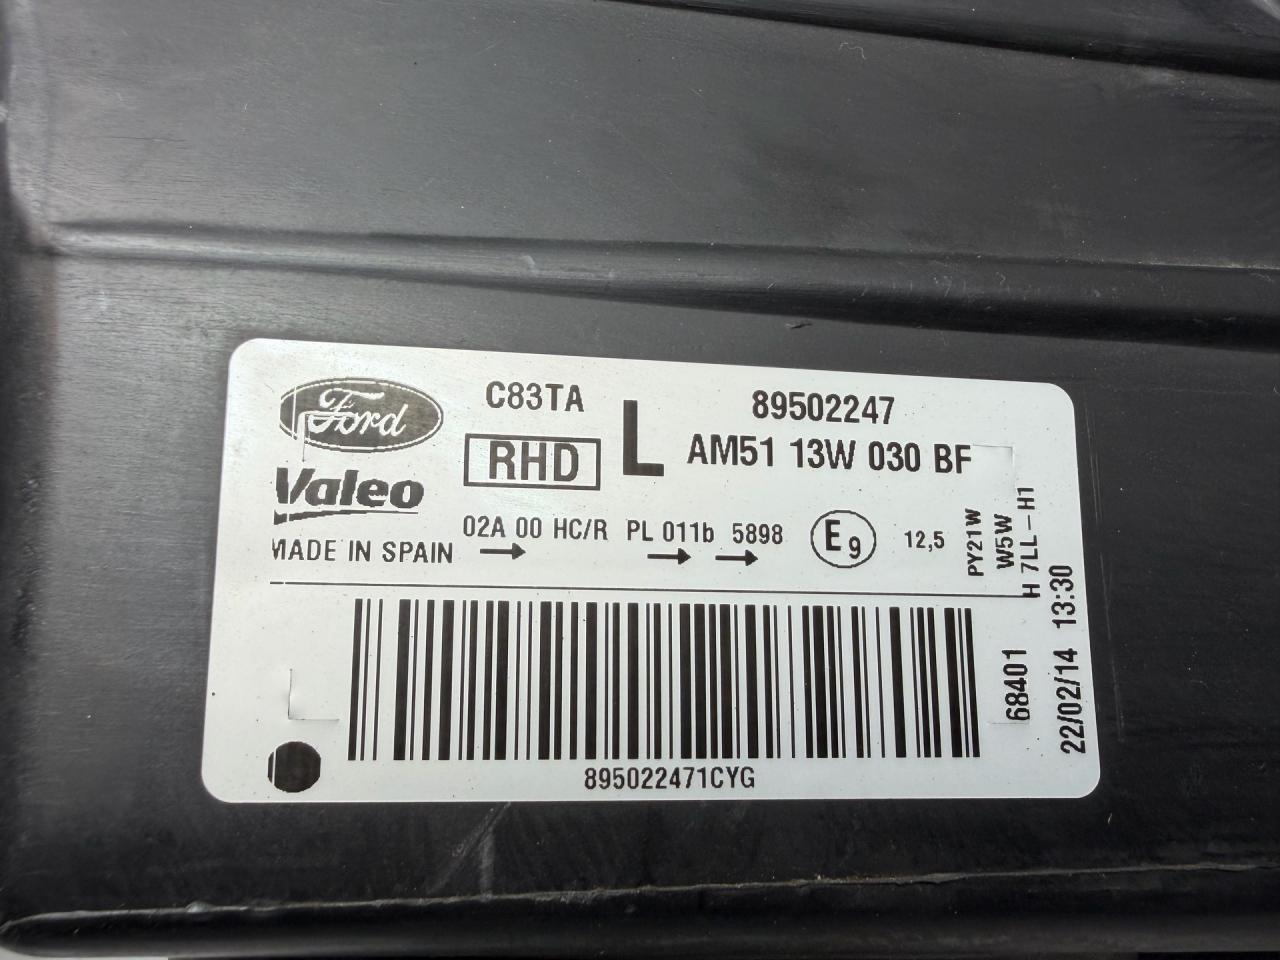 Ford
C83TA
RHD
L
89502247
AM51 13W 030 BF
Valeo
MADE IN SPAIN
02A 00 HC/R PL 011b 5898
E9
12,5
PY21W
W5W
H 7LL-H1
68401
22/02/14 13:30
895022471CYG